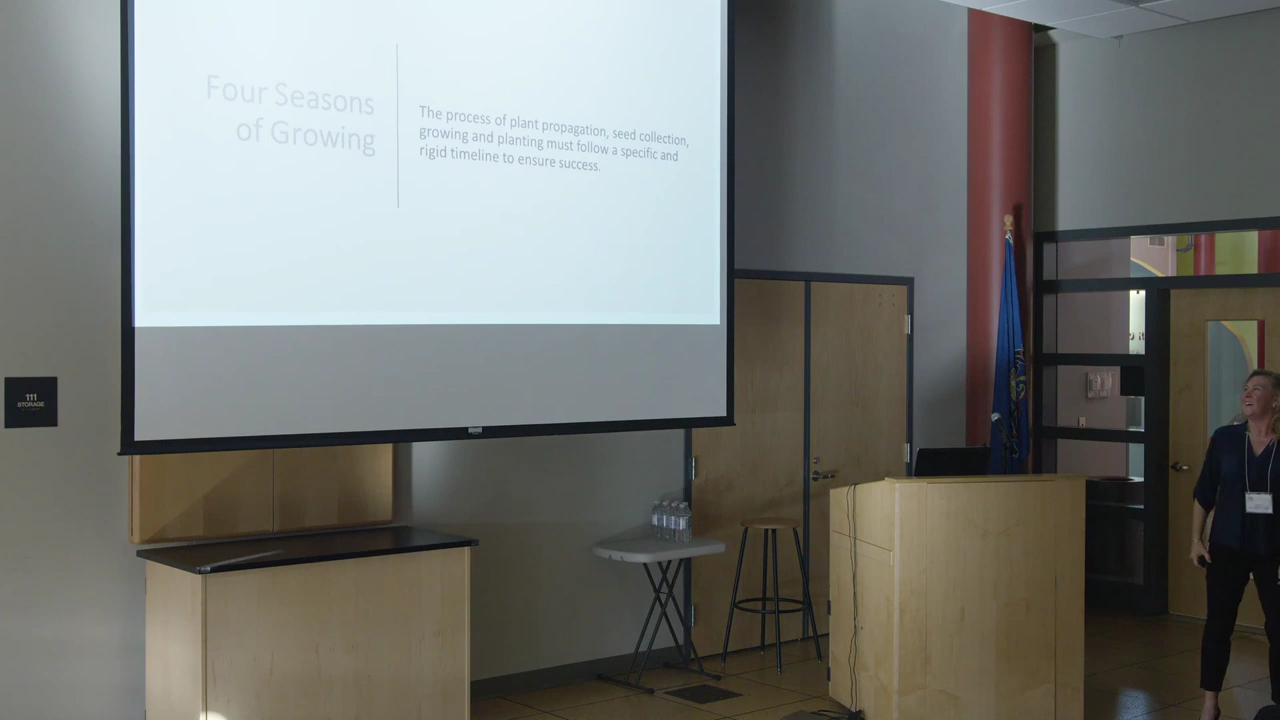 Four Seasons
of Growing
The process of plant propagation, seed collection,
growing and planting must follow a specific and
rigid timeline to ensure success.
111
STORAGE